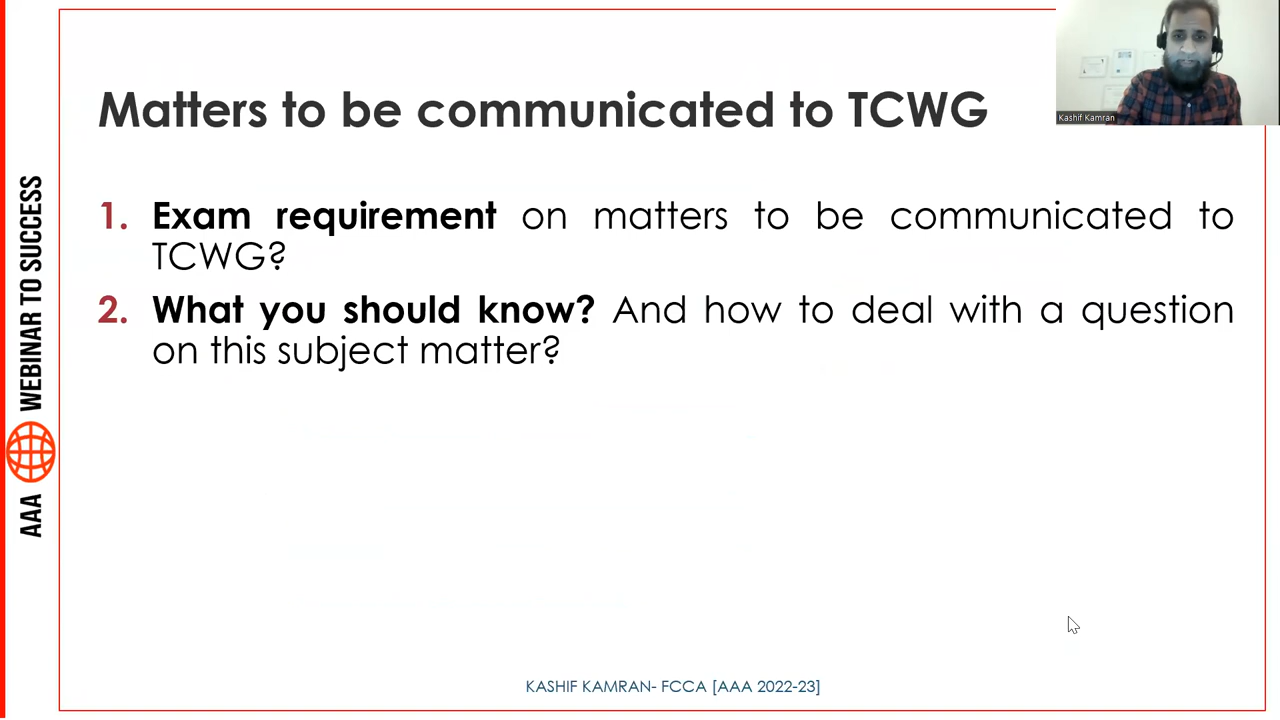 Matters to be communicated to TCWG
Kashif Kamran
1. Exam requirement on matters to be communicated to
TCWG?
2. What you should know? And how to deal with a question
on this subject matter?
AAA WEBINAR TO SUCCESS
KASHIF KAMRAN- FCCA [AAA 2022-23]